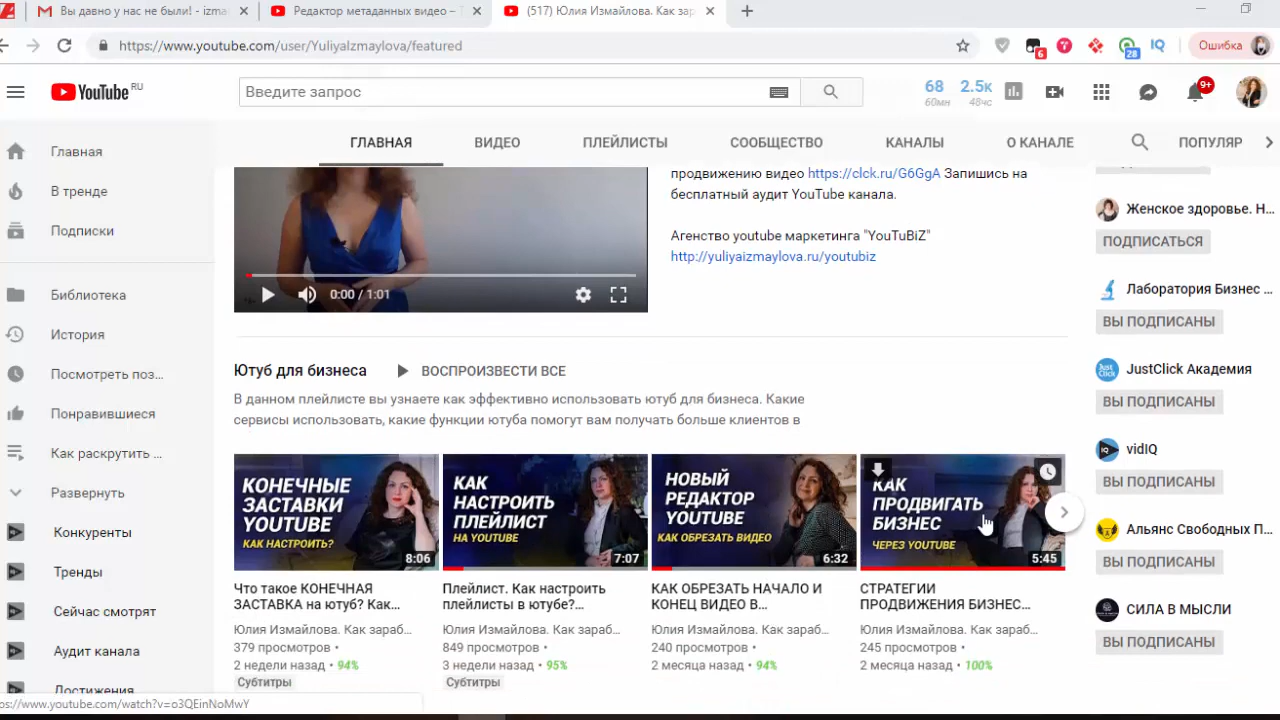 Вы давно у нас не были! - izma
Редактор метаданных видео –
(517) Юлия Измайлова. Как зар
https://www.youtube.com/user/YuliyaIzmaylova/featured
6
28
IQ
Ошибка
YouTube RU
Введите запрос
68
60мн
2.5к
48чс
9+
ГЛАВНАЯ
ВИДЕО
ПЛЕЙЛИСТЫ
СООБЩЕСТВО
КАНАЛЫ
О КАНАЛЕ
ПОПУЛЯР
Главная
В тренде
Подписки
Библиотека
История
Посмотреть поз...
Понравившиеся
Как раскрутить ...
Развернуть
Конкуренты
Тренды
Сейчас смотрят
Аудит канала
Достижения
0:00 / 1:01
продвижению видео https://clck.ru/G6GgA Запишись на
бесплатный аудит YouTube канала.
Агенство youtube маркетинга "YouTuBiZ"
http://yuliyaizmaylova.ru/youtubiz
Ютуб для бизнеса
ВОСПРОИЗВЕСТИ ВСЕ
В данном плейлисте вы узнаете как эффективно использовать ютуб для бизнеса. Какие
сервисы использовать, какие функции ютуба помогут вам получать больше клиентов в
КОНЕЧНЫЕ
ЗАСТАВКИ
YOUTUBE
КАК НАСТРОИТЬ?
8:06
Что такое КОНЕЧНАЯ
ЗАСТАВКА на ютуб? Как...
Юлия Измайлова. Как зараб...
379 просмотров •
2 недели назад • 94%
Субтитры
КАК
НАСТРОИТЬ
ПЛЕЙЛИСТ
НА YOUTUBE
7:07
Плейлист. Как настроить
плейлисты в ютубе?...
Юлия Измайлова. Как зараб...
849 просмотров •
3 недели назад • 95%
Субтитры
НОВЫЙ
РЕДАКТОР
YOUTUBE
КАК ОБРЕЗАТЬ ВИДЕО
6:32
КАК ОБРЕЗАТЬ НАЧАЛО И
КОНЕЦ ВИДЕО В...
Юлия Измайлова. Как зараб...
240 просмотров •
2 месяца назад • 94%
КАК
ПРОДВИГАТЬ
БИЗНЕС
ЧЕРЕЗ YOUTUBE
5:45
СТРАТЕГИИ
ПРОДВИЖЕНИЯ БИЗНЕС...
Юлия Измайлова. Как зараб...
245 просмотров •
2 месяца назад • 100%
Женское здоровье. Н...
ПОДПИСАТЬСЯ
Лаборатория Бизнес ...
ВЫ ПОДПИСАНЫ
JustClick Академия
ВЫ ПОДПИСАНЫ
vidIQ
ВЫ ПОДПИСАНЫ
Альянс Свободных П...
ВЫ ПОДПИСАНЫ
СИЛА В МЫСЛИ
ВЫ ПОДПИСАНЫ
ps://www.youtube.com/watch?v=o3QEinNoMwY